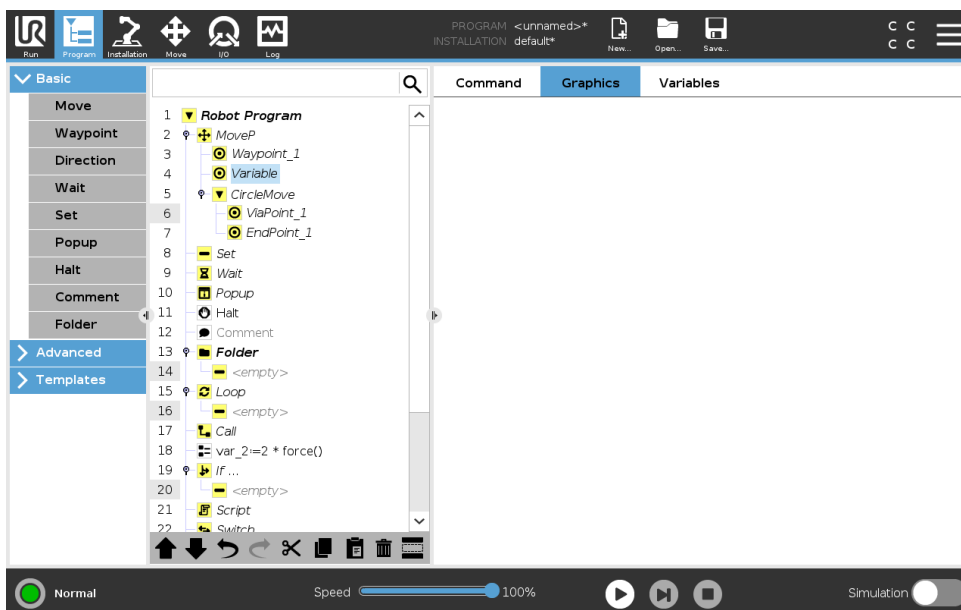 PROGRAM <unnamed>*
INSTALLATION default*
UR
Run
Program
Installation
Move
I/O
Log
New...
Open...
Save...
C C
C C
Basic
Move
Waypoint
Direction
Wait
Set
Popup
Halt
Comment
Folder
Advanced
Templates
1 Robot Program
2 MoveP
3 Waypoint_1
4 Variable
5 CircleMove
6 ViaPoint_1
7 EndPoint_1
8 Set
9 Wait
10 Popup
11 Halt
12 Comment
13 Folder
14 <empty>
15 Loop
16 <empty>
17 Call
18 var_2:=2 * force()
19 If ...
20 <empty>
21 Script
22 Switch
Command
Graphics
Variables
Normal
Speed
100%
Simulation